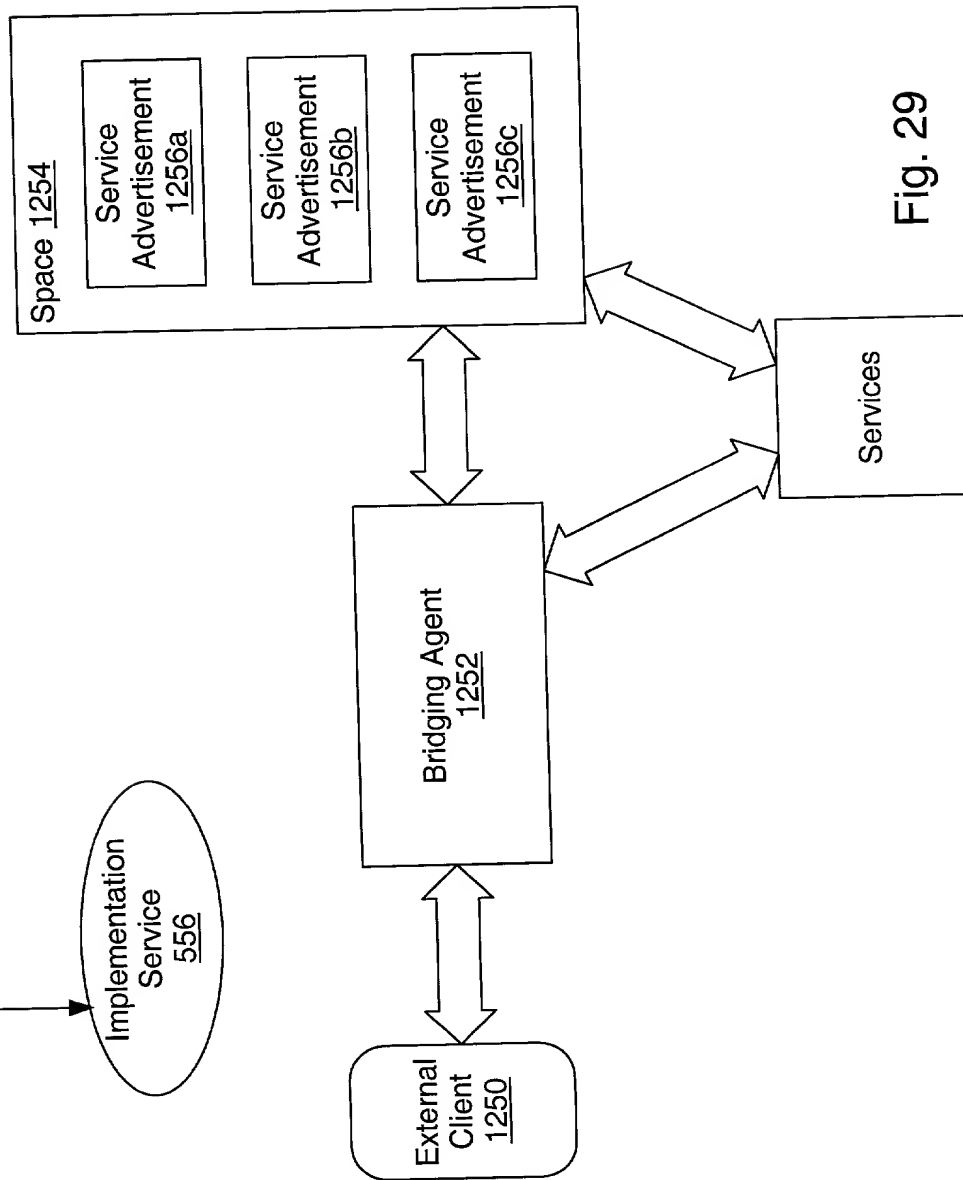 Implementation
Service
556
External
Client
1250
Bridging Agent
1252
Space 1254
Service
Advertisement
1256a
Service
Advertisement
1256b
Service
Advertisement
1256c
Services
Fig. 29